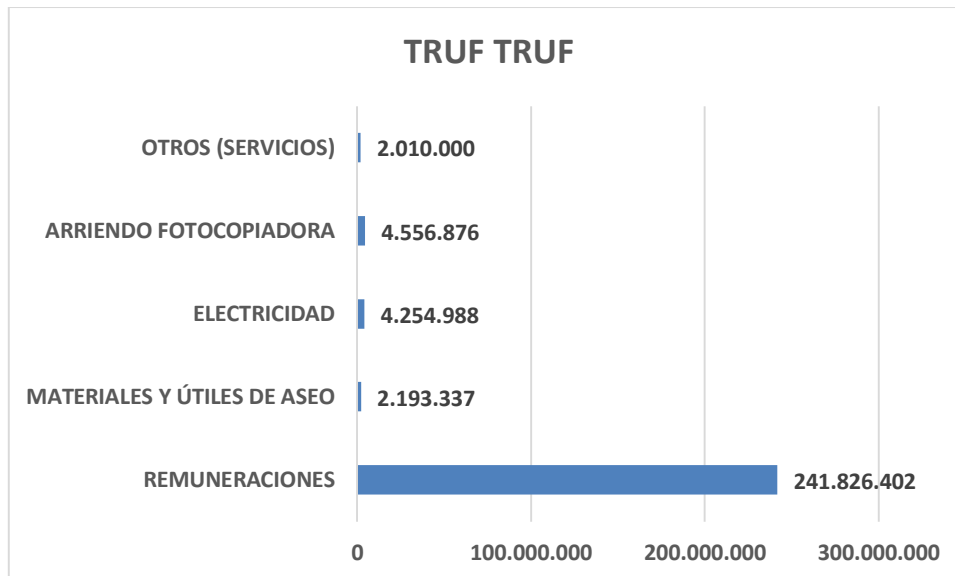 TRUF TRUF
OTROS (SERVICIOS) 2.010.000
ARRIENDO FOTOCOPIADORA 4.556.876
ELECTRICIDAD 4.254.988
MATERIALES Y ÚTILES DE ASEO 2.193.337
REMUNERACIONES 241.826.402
0 100.000.000 200.000.000 300.000.000